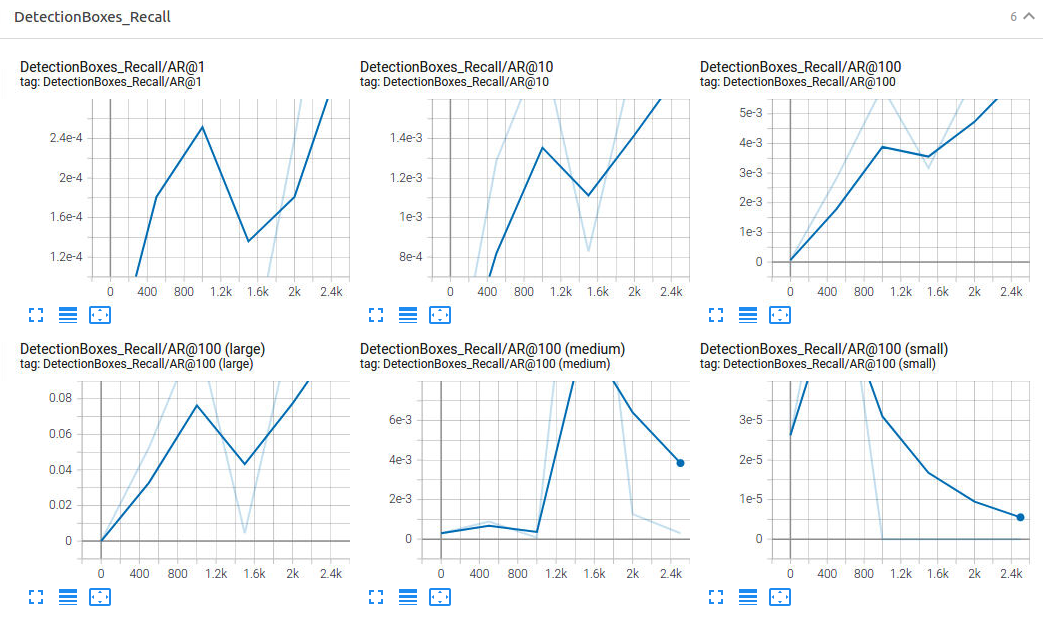 DetectionBoxes_Recall
6
DetectionBoxes_Recall/AR@1
tag: DetectionBoxes_Recall/AR@1
2.4e-4
2e-4
1.6e-4
1.2e-4
0 400 800 1.2k 1.6k 2k 2.4k
DetectionBoxes_Recall/AR@10
tag: DetectionBoxes_Recall/AR@10
1.4e-3
1.2e-3
1e-3
8e-4
0 400 800 1.2k 1.6k 2k 2.4k
DetectionBoxes_Recall/AR@100
tag: DetectionBoxes_Recall/AR@100
5e-3
4e-3
3e-3
2e-3
1e-3
0
0 400 800 1.2k 1.6k 2k 2.4k
DetectionBoxes_Recall/AR@100 (large)
tag: DetectionBoxes_Recall/AR@100 (large)
0.08
0.06
0.04
0.02
0
0 400 800 1.2k 1.6k 2k 2.4k
DetectionBoxes_Recall/AR@100 (medium)
tag: DetectionBoxes_Recall/AR@100 (medium)
6e-3
4e-3
2e-3
0
0 400 800 1.2k 1.6k 2k 2.4k
DetectionBoxes_Recall/AR@100 (small)
tag: DetectionBoxes_Recall/AR@100 (small)
3e-5
2e-5
1e-5
0
0 400 800 1.2k 1.6k 2k 2.4k